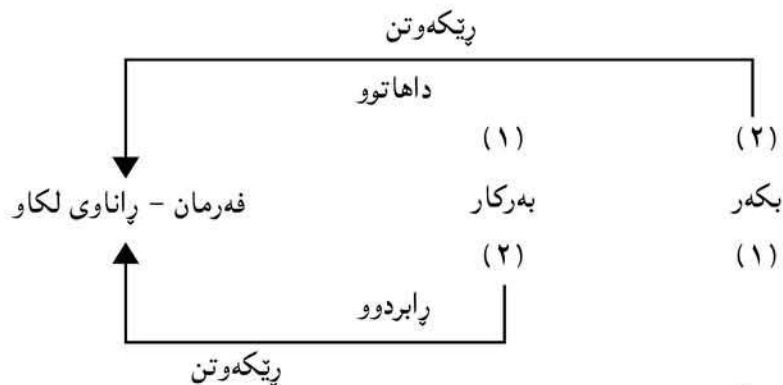 ڕێکەوتن
داهاتوو
(٢) (١)
بکەر بەرکار فەرمان - ڕاناوی لکاو
(١) (٢)
ڕابردوو
ڕێکەوتن